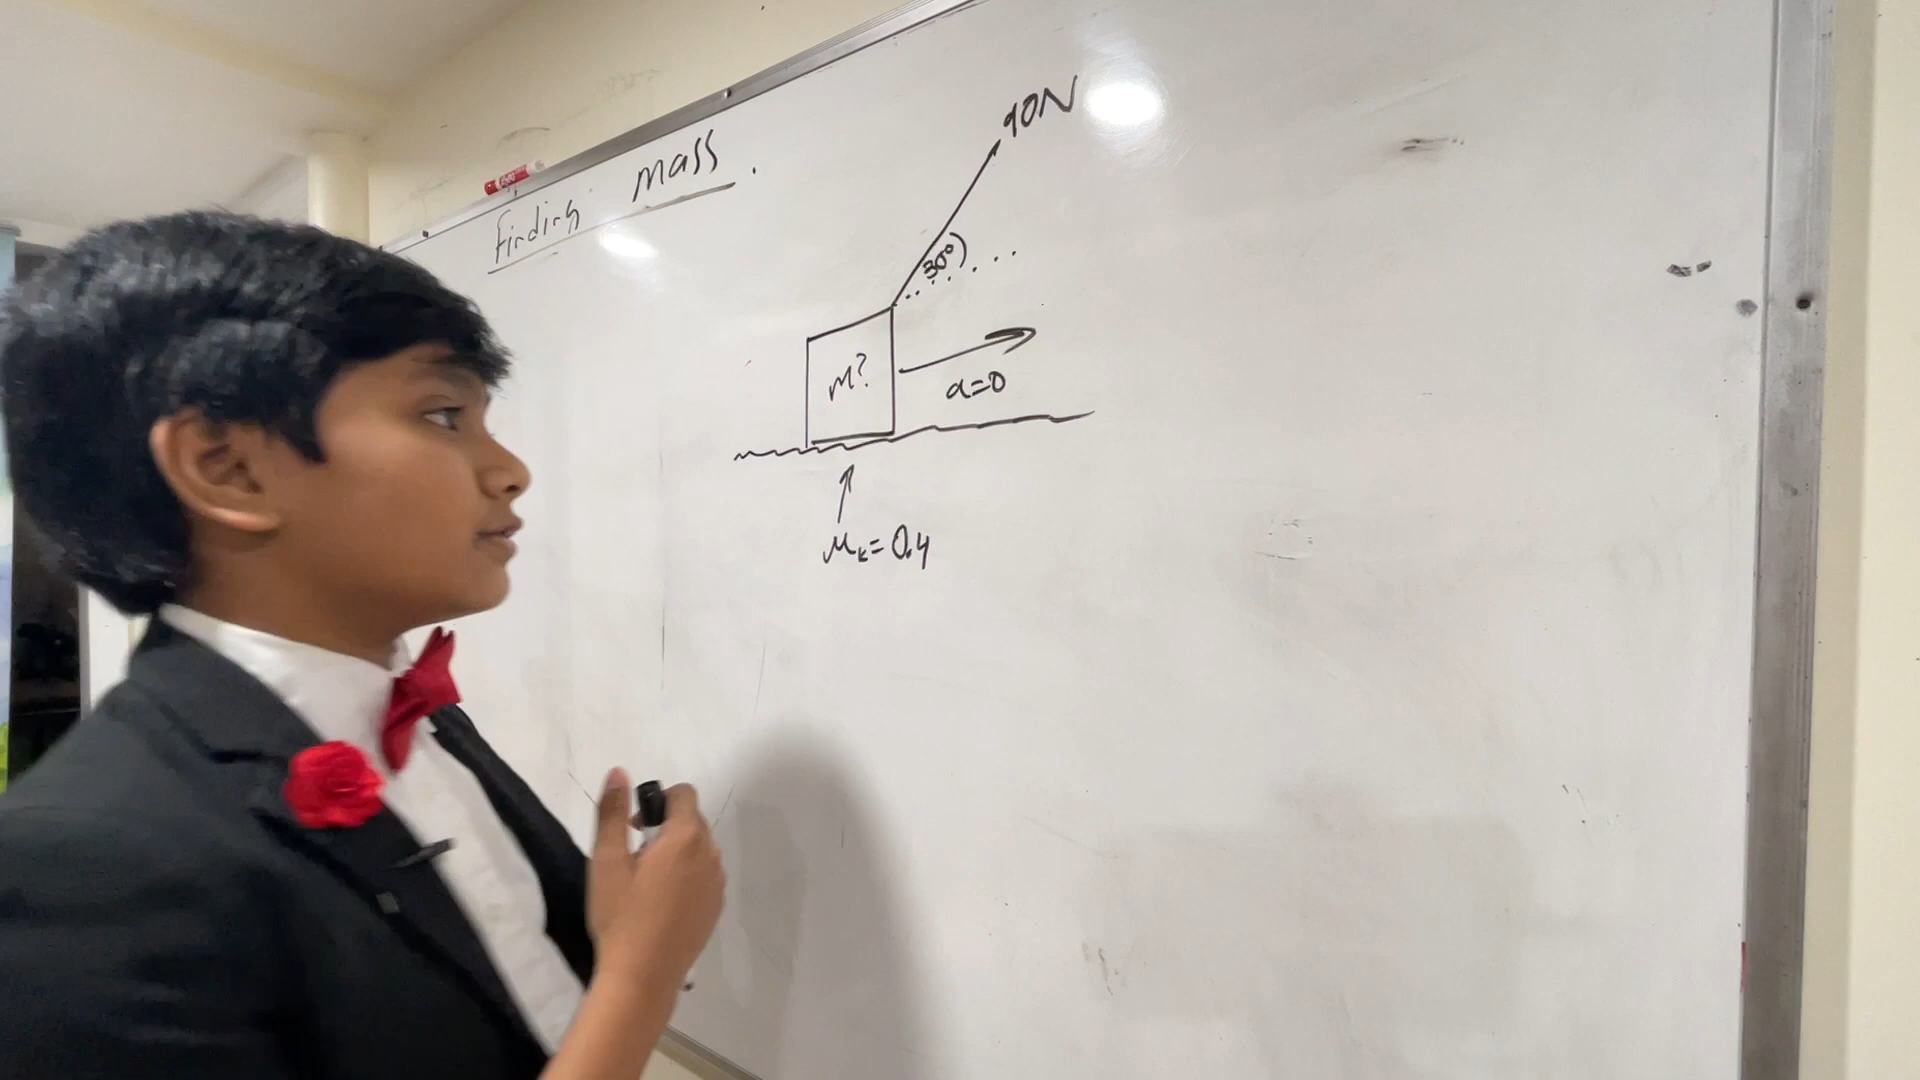 Finding mass.
90N
30°
m?
a=0
μk=0.4